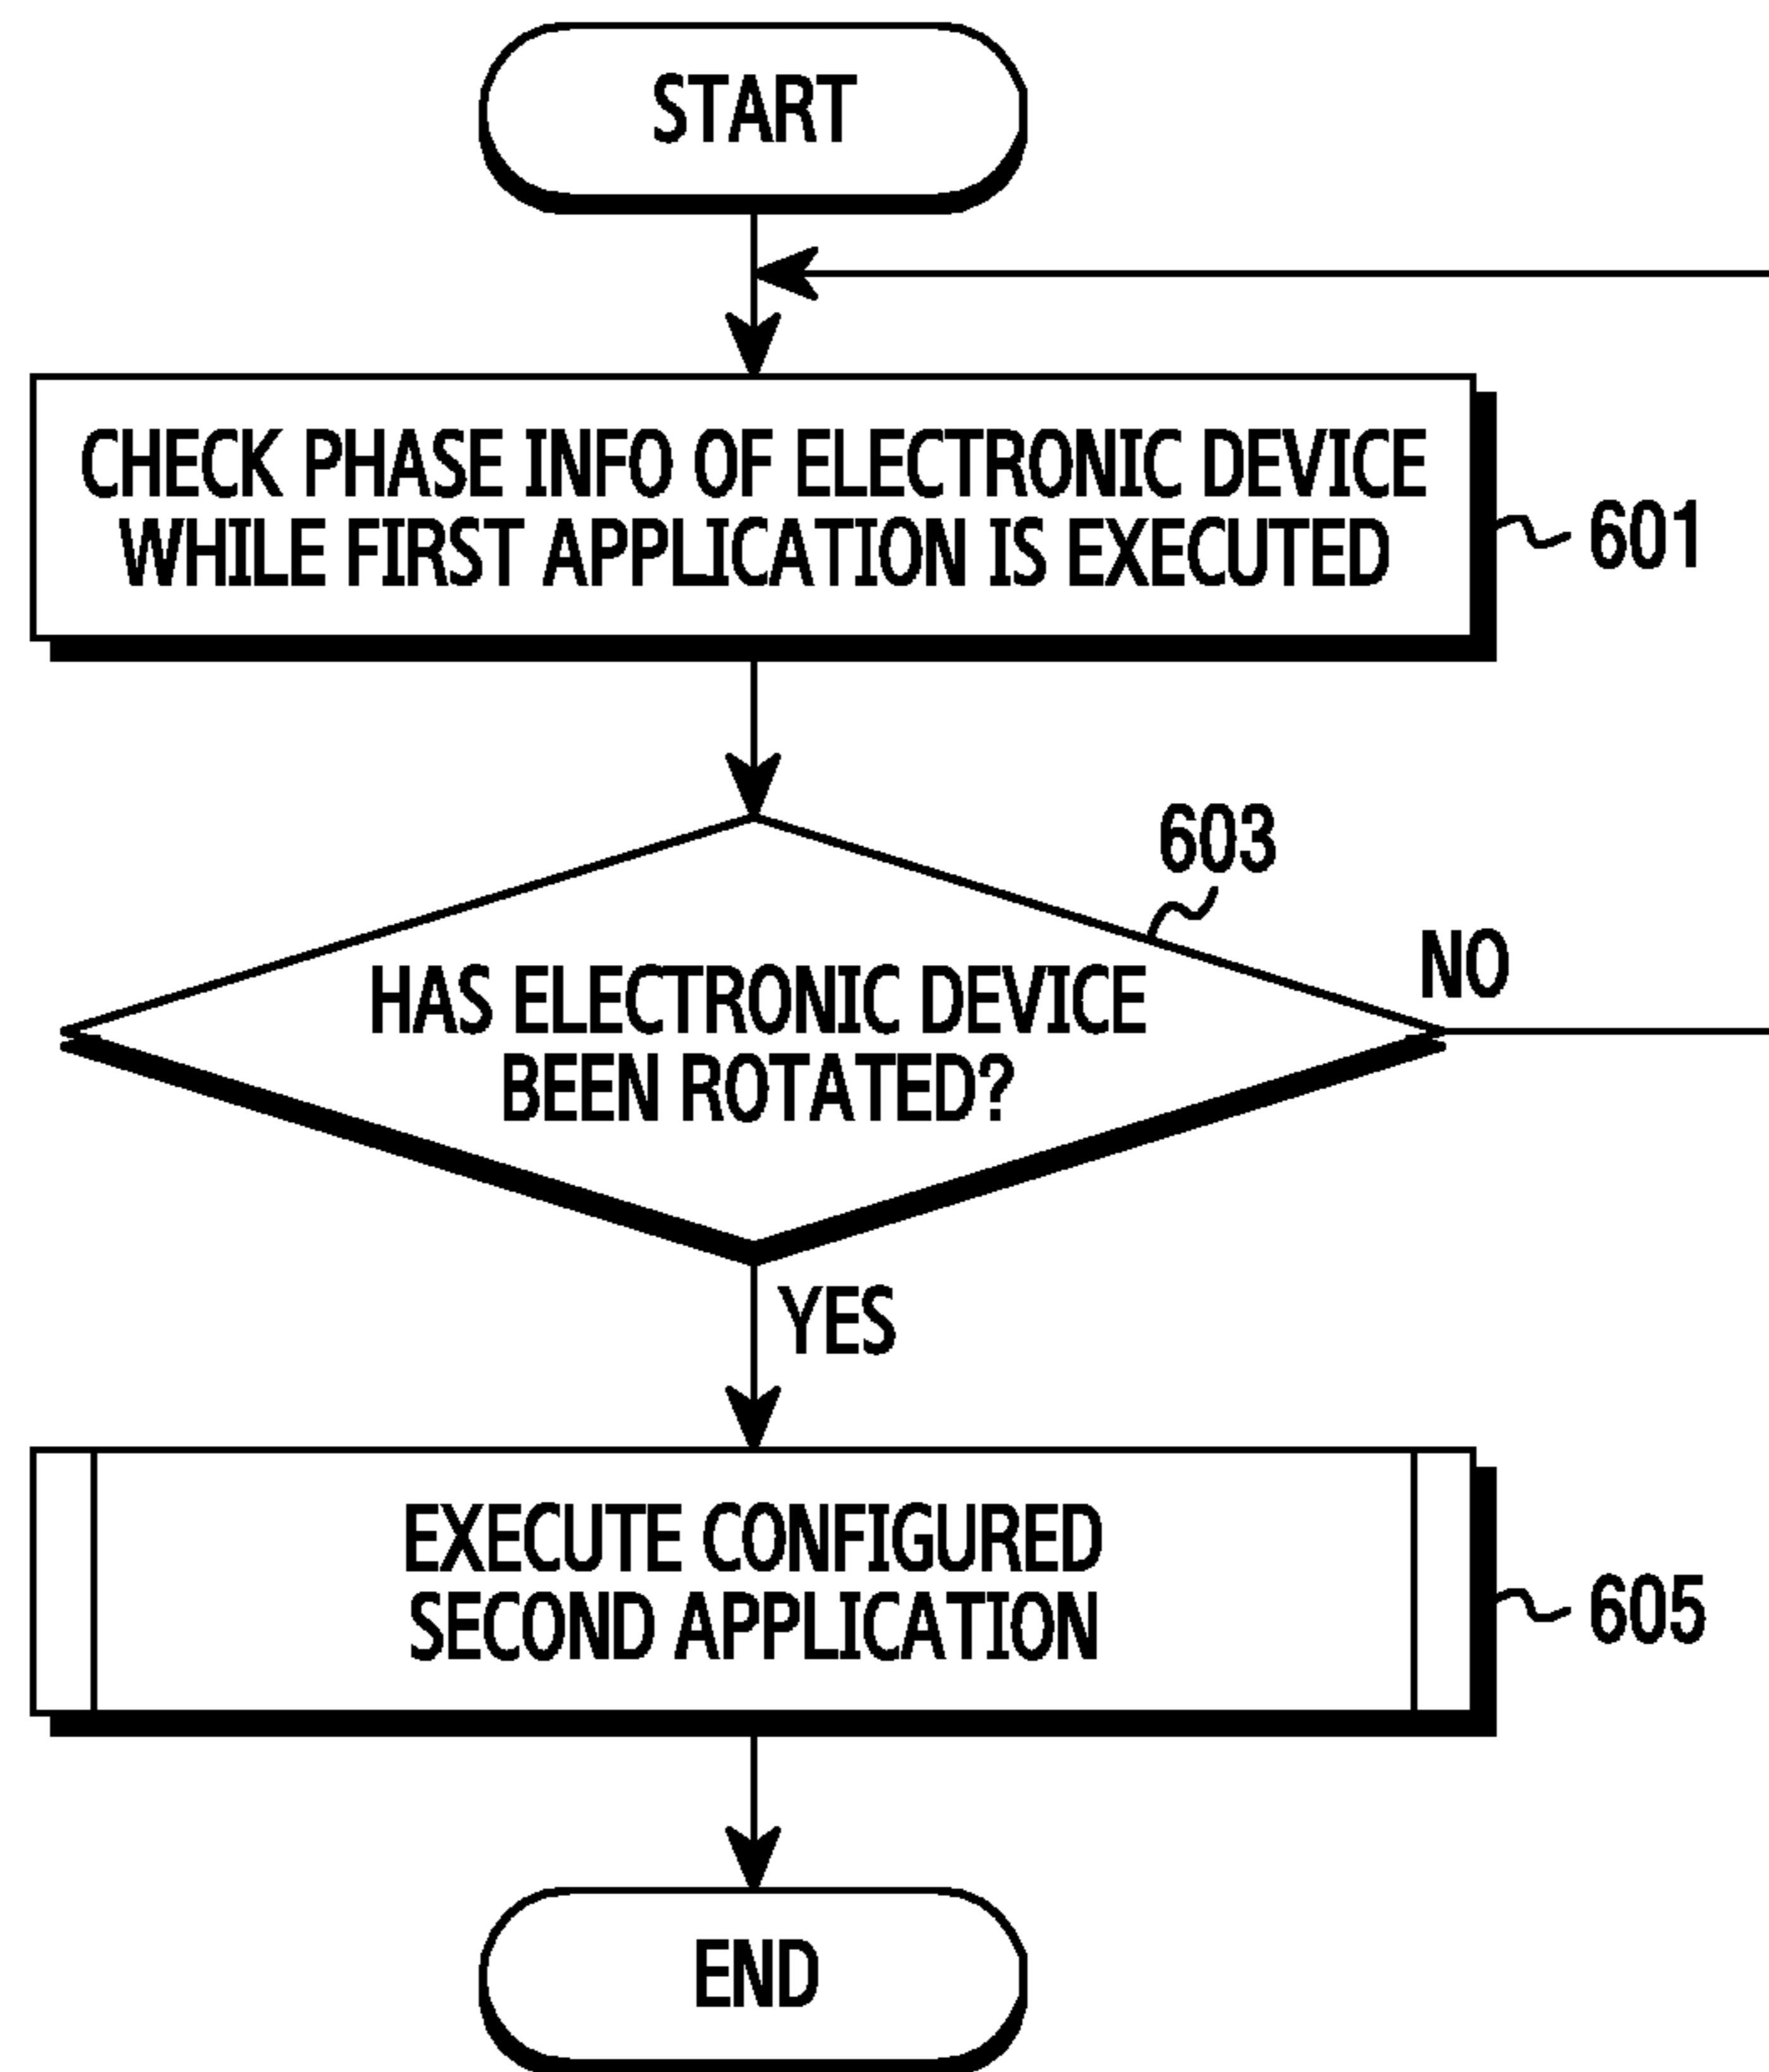 START
CHECK PHASE INFO OF ELECTRONIC DEVICE
WHILE FIRST APPLICATION IS EXECUTED
601
603
HAS ELECTRONIC DEVICE
BEEN ROTATED?
NO
YES
EXECUTE CONFIGURED
SECOND APPLICATION
605
END